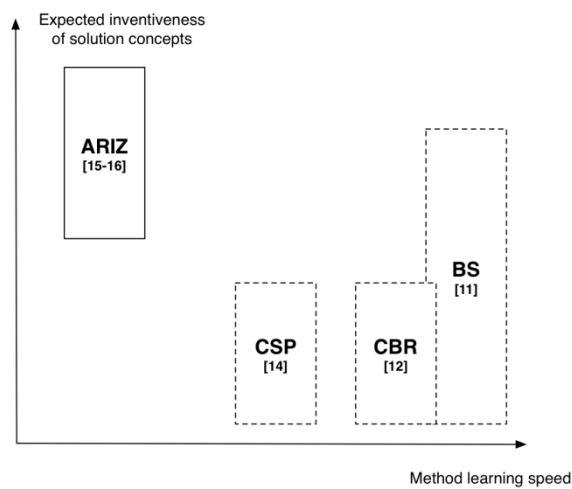 Expected inventiveness
of solution concepts
ARIZ
[15-16]
BS
[11]
CSP
[14]
CBR
[12]
Method learning speed